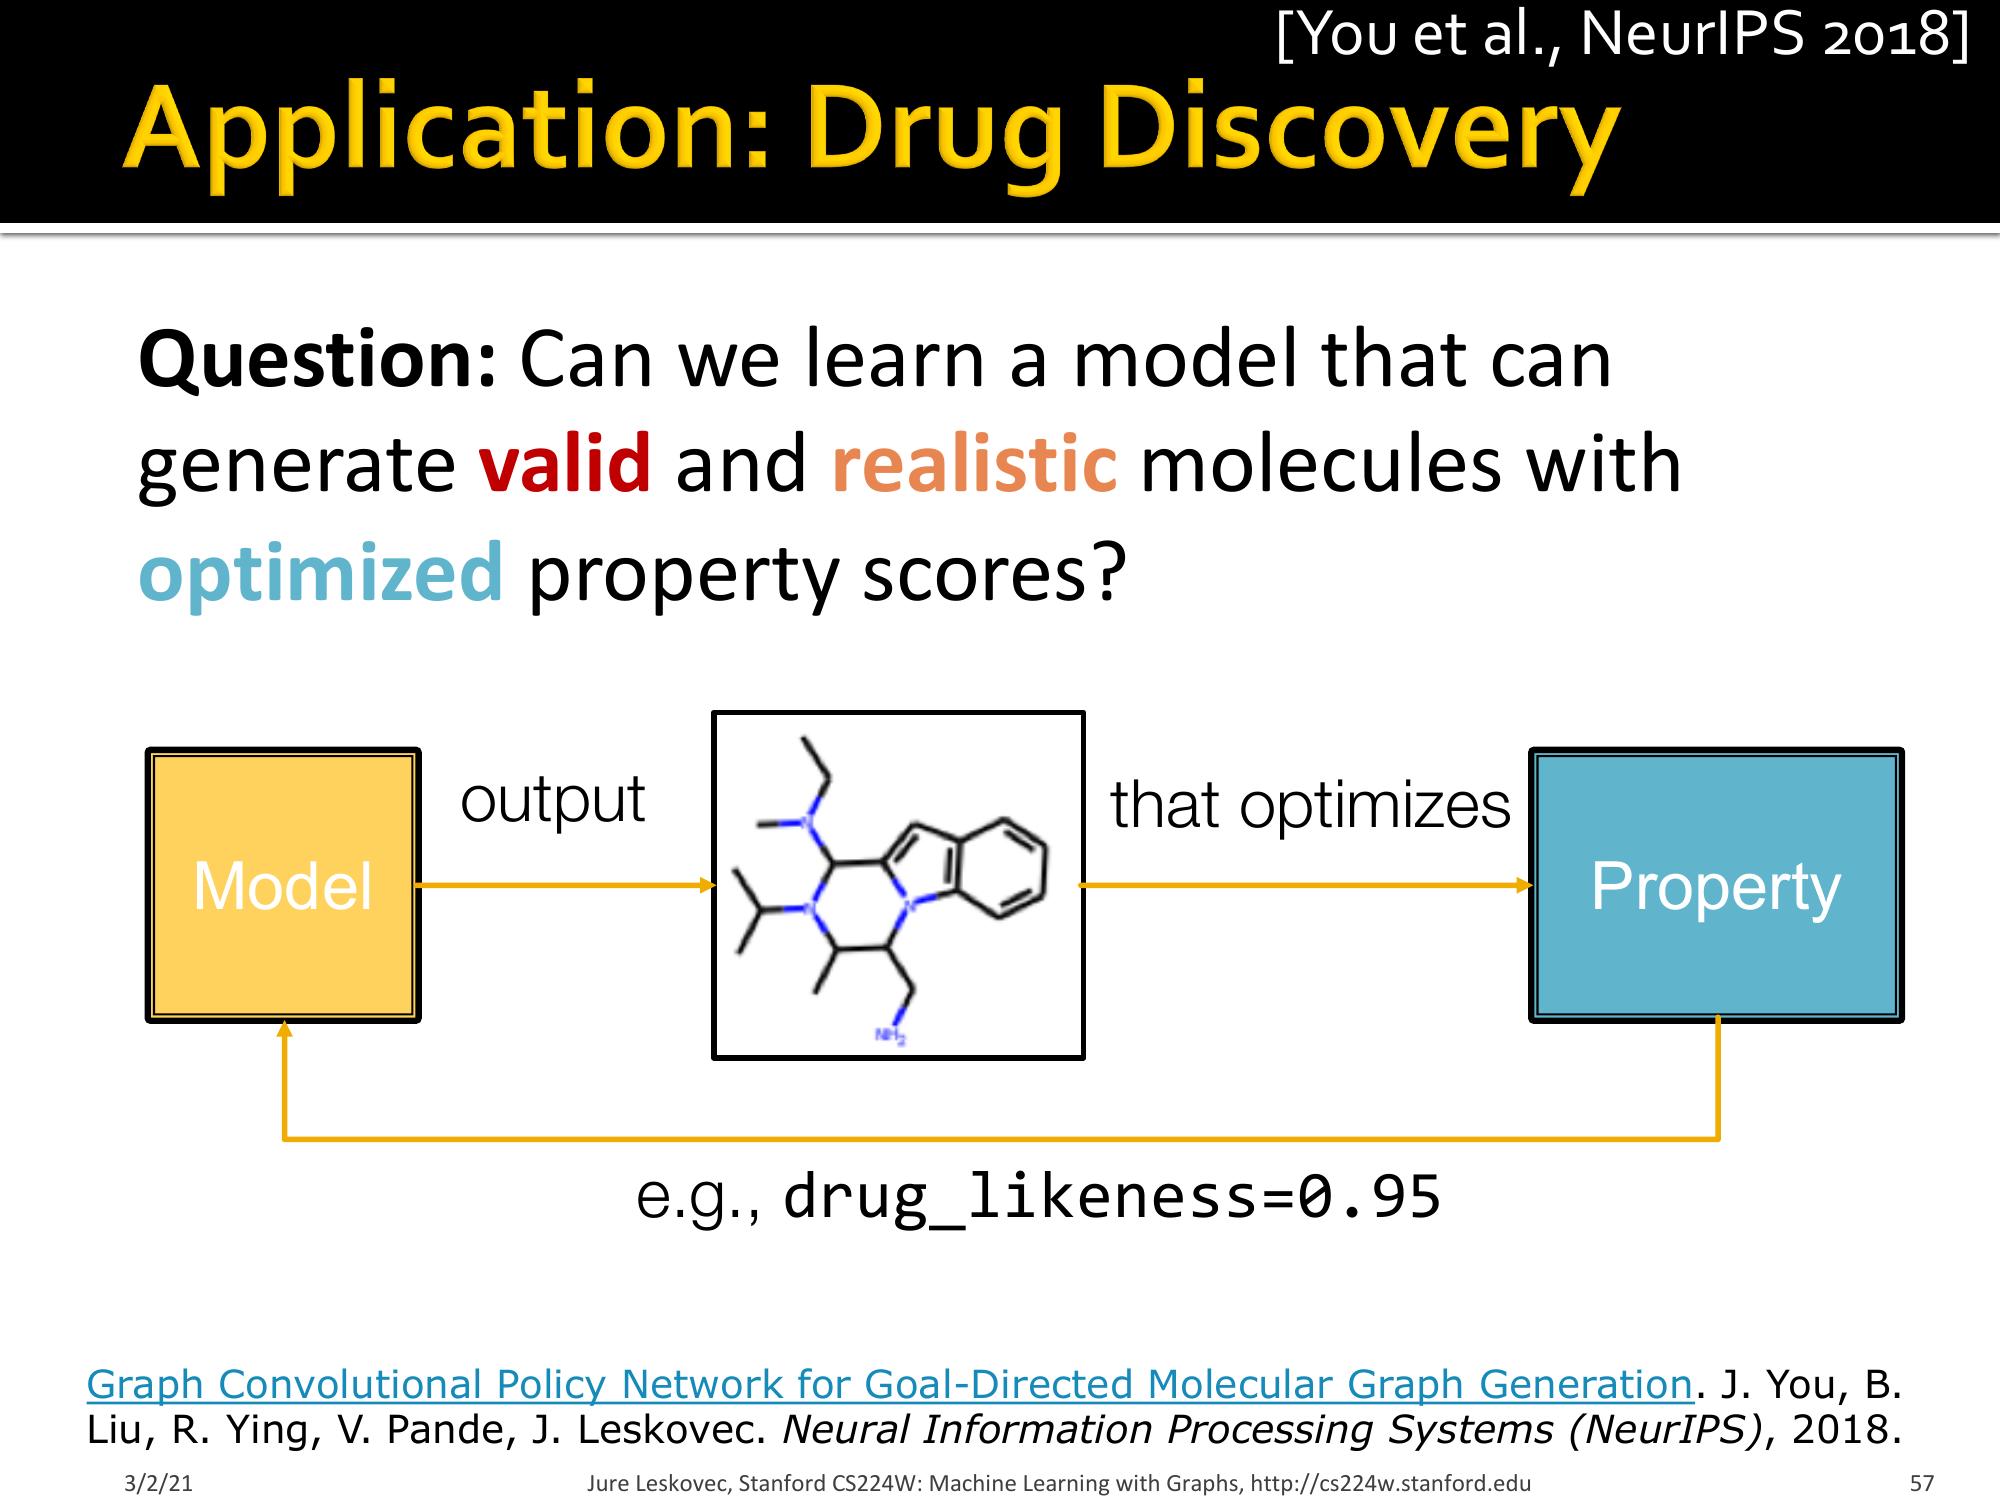 [You et al., NeurIPS 2018]
Application: Drug Discovery
Question: Can we learn a model that can
generate valid and realistic molecules with
optimized property scores?
Model
output
N
N
N
NH2
that optimizes
Property
e.g., drug_likeness=0.95
Graph Convolutional Policy Network for Goal-Directed Molecular Graph Generation. J. You, B.
Liu, R. Ying, V. Pande, J. Leskovec. Neural Information Processing Systems (NeurIPS), 2018.
3/2/21
Jure Leskovec, Stanford CS224W: Machine Learning with Graphs, http://cs224w.stanford.edu
57